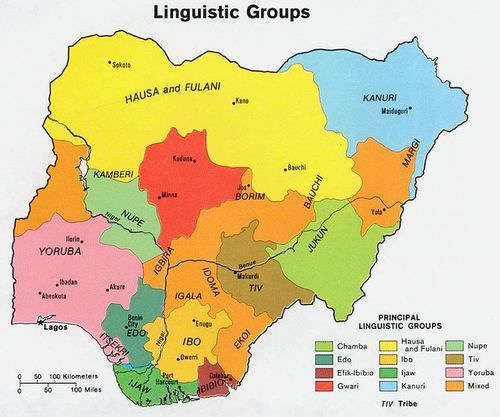 Linguistic Groups
Sokoto
HAUSA and FULANI
Kano
KANURI
Maiduguri
MARGI
Kaduna
KAMBERI
Bauchi
BAUCHI
Minna
Jos
BORIM
Yola
Niger
NUPE
JUKUN
Ilorin
YORUBA
IGBIRA
Benue
Makurdi
IDOMA
TIV
Ibadan
Abeokuta
Akure
IGALA
Lagos
Benin
City
EDO
Niger
Enugu
IBO
EKOI
ITSEKRI
Owerri
Port
Harcourt
Calabar
IBIBIO
IJAW
0 50 100 Kilometers
0 50 100 Miles
PRINCIPAL
LINGUISTIC GROUPS
Chamba
Edo
Efik-Ibibio
Gwari
Hausa
and Fulani
Ibo
Ijaw
Kanuri
Nupe
Tiv
Yoruba
Mixed
TIV Tribe